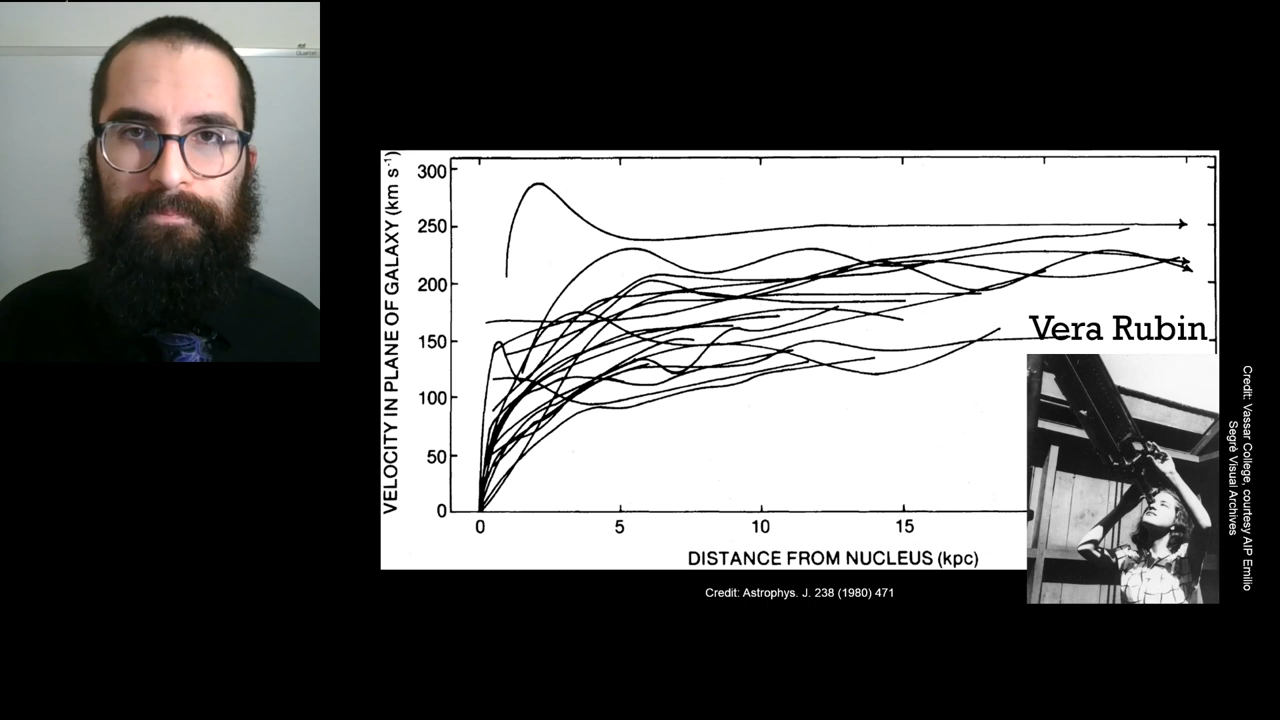 VELOCITY IN PLANE OF GALAXY (km s⁻¹)
300
250
200
150
100
50
0
0 5 10 15
DISTANCE FROM NUCLEUS (kpc)
Credit: Astrophys. J. 238 (1980) 471
Vera Rubin
Credit: Vassar College, courtesy AIP Emilio
Segrè Visual Archives